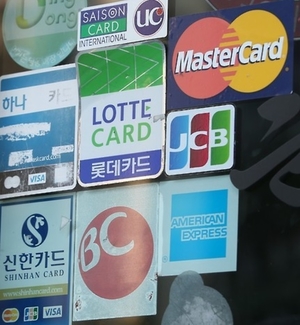 SAISON
CARD
INTERNATIONAL
UC
MasterCard
하나 카드
VISA
LOTTE
CARD
롯데카드
JCB
신한카드
SHINHAN CARD
VISA
BC
AMERICAN
EXPRESS